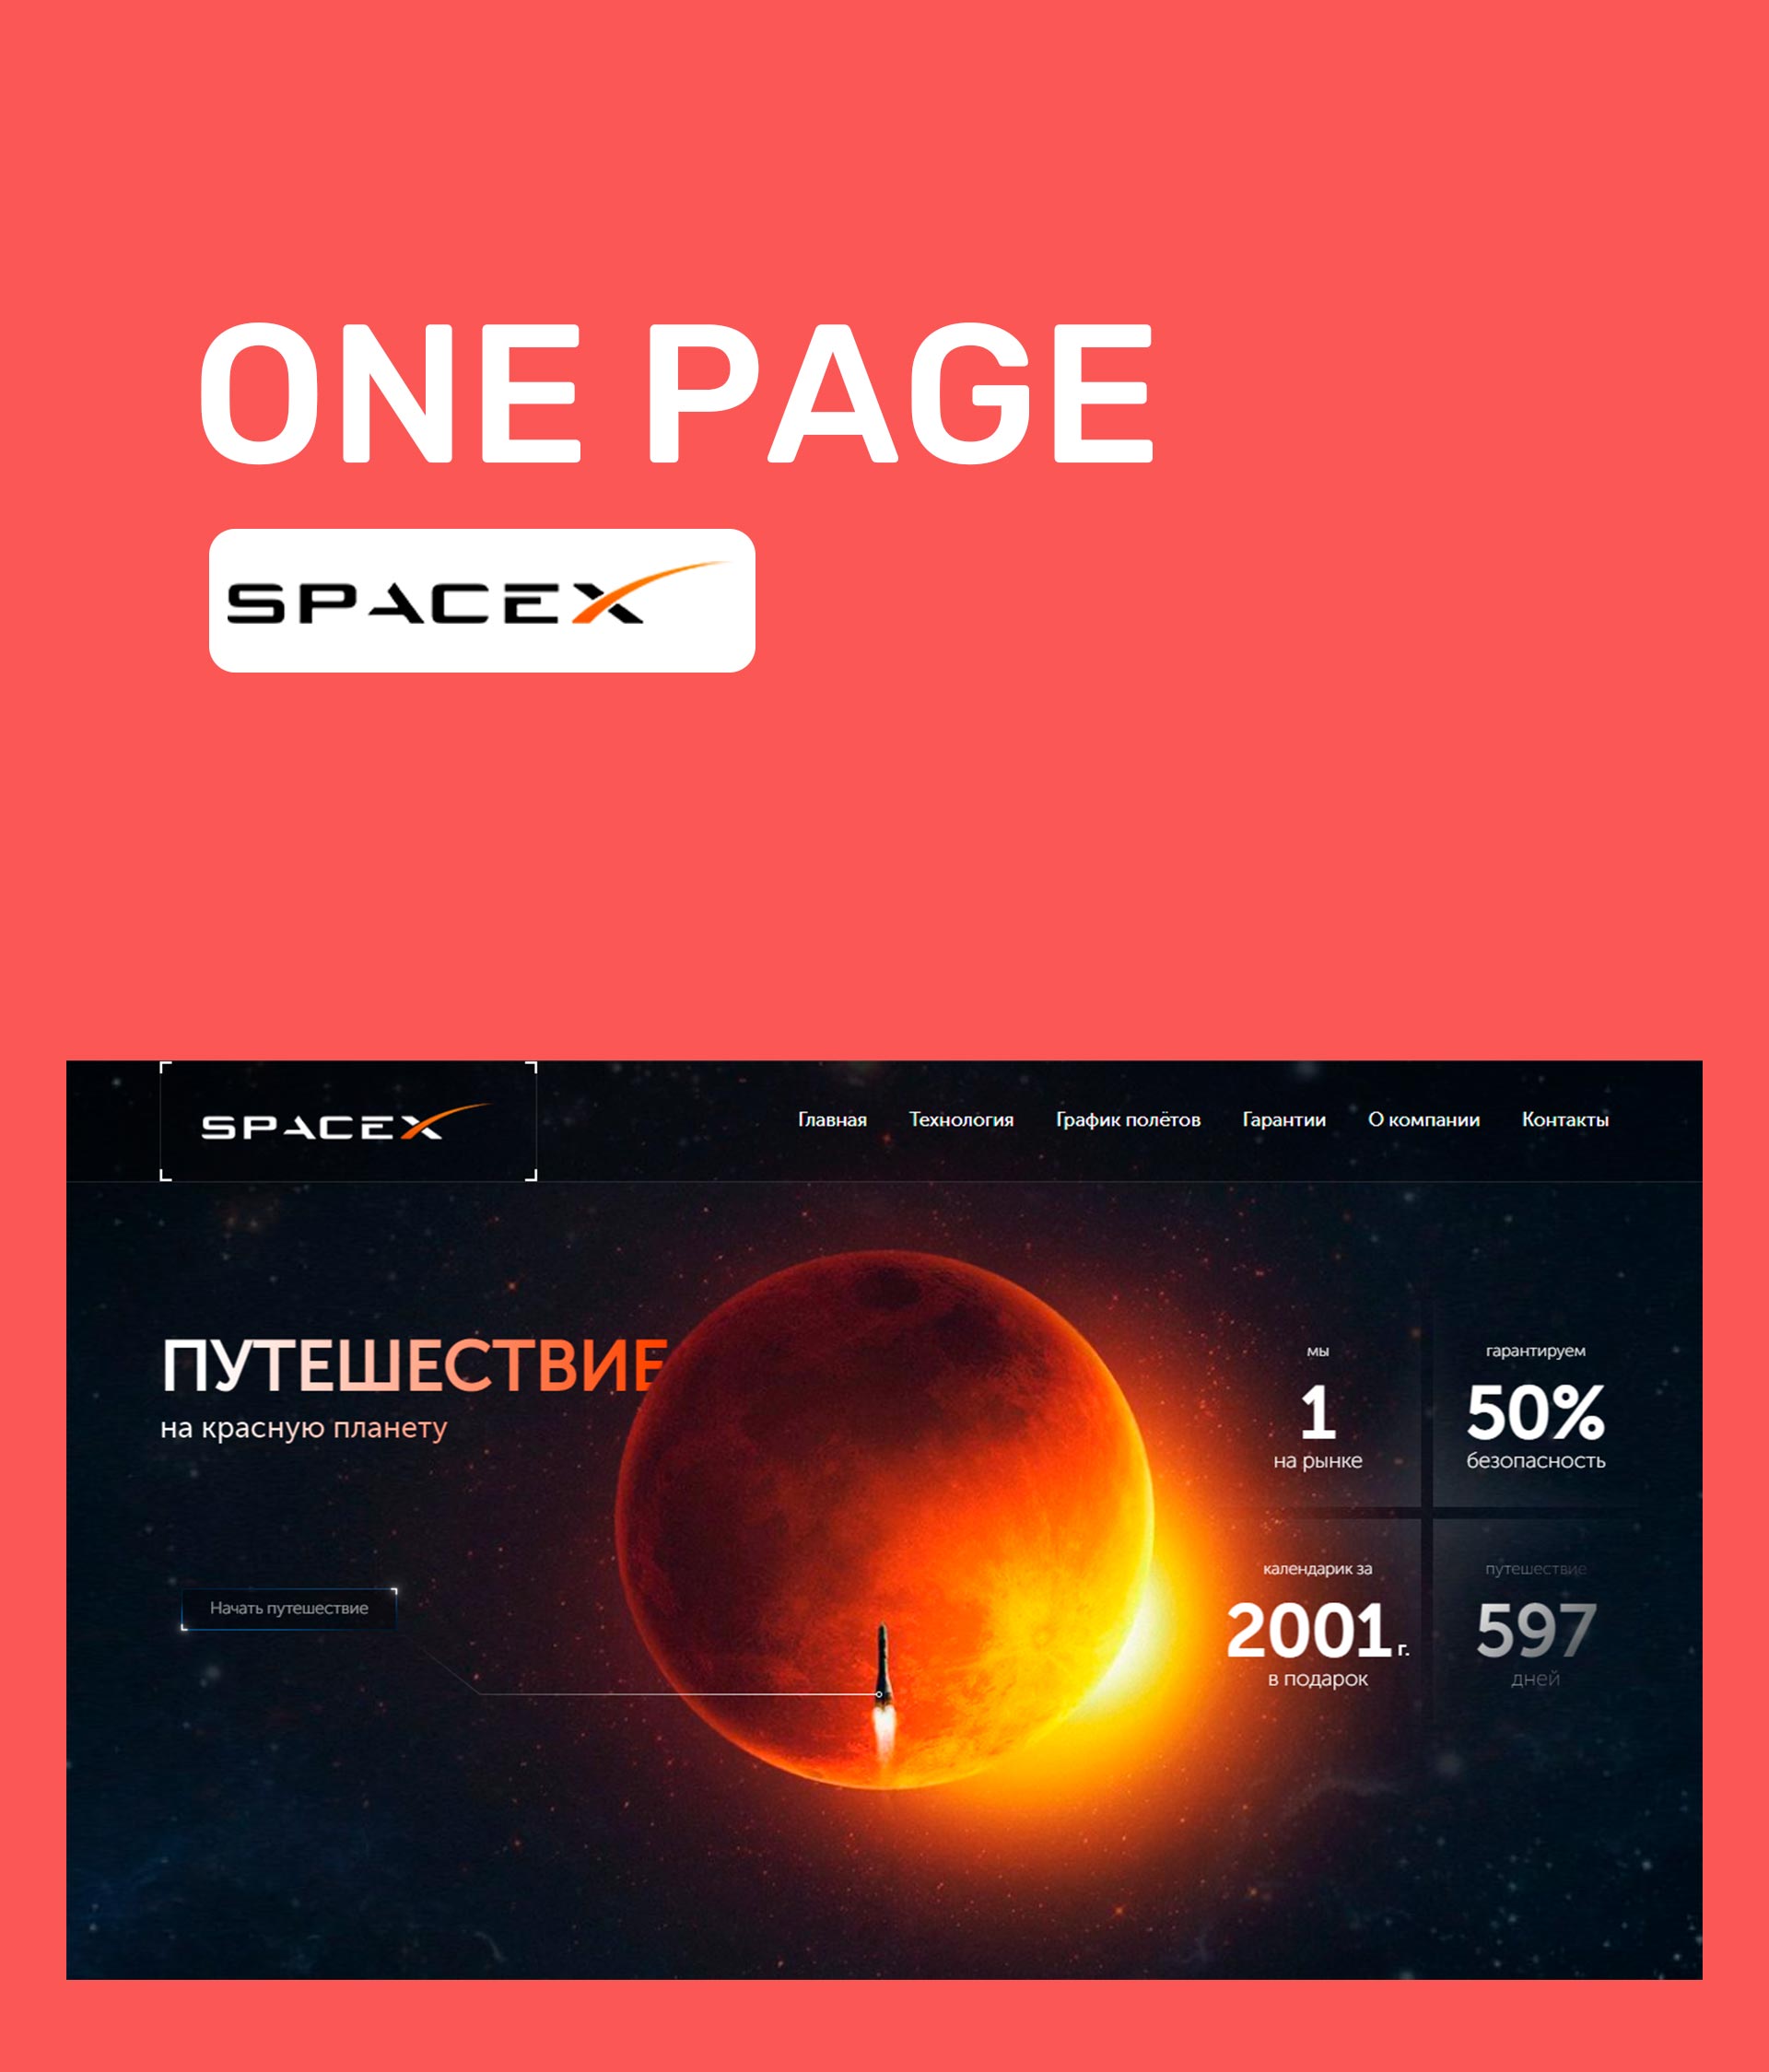 ONE PAGE
SPACEX
SPACEX
Главная Технология График полётов Гарантии О компании Контакты
ПУТЕШЕСТВИЕ
на красную планету
Начать путешествие
мы
1
на рынке
гарантируем
50%
безопасность
календарик за
2001г.
в подарок
путешествие
597
дней